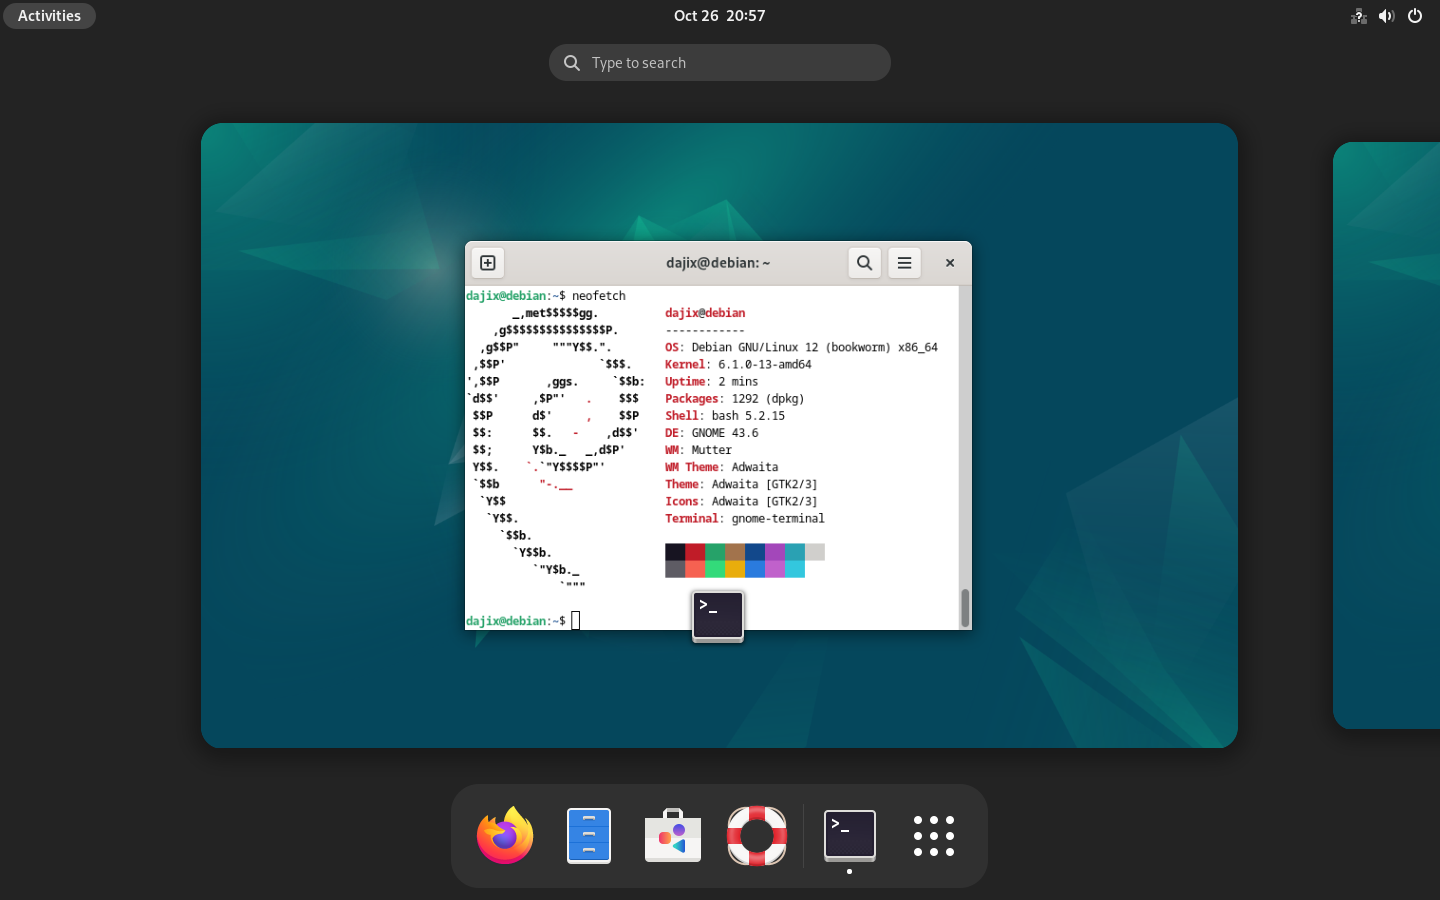 Activities
Oct 26  20:57
Type to search
dajix@debian: ~
dajix@debian:~$ neofetch
       _,met$$$$$gg.          dajix@debian
    ,g$$$$$$$$$$$$$$$P.       ------------
  ,g$$P"     """Y$$.".        OS: Debian GNU/Linux 12 (bookworm) x86_64
 ,$$P'              `$$$.     Kernel: 6.1.0-13-amd64
',$$P       ,ggs.     `$$b:   Uptime: 2 mins
`d$$'     ,$P"'   .    $$$    Packages: 1292 (dpkg)
 $$P      d$'     ,    $$P    Shell: bash 5.2.15
 $$:      $$.   -    ,d$$'    DE: GNOME 43.6
 $$;      Y$b._   _,d$P'      WM: Mutter
 Y$$.    `.`"Y$$$$P"'         WM Theme: Adwaita
 `$$b      "-.__              Theme: Adwaita [GTK2/3]
  `Y$$                        Icons: Adwaita [GTK2/3]
   `Y$$.                      Terminal: gnome-terminal
     `$$b.
       `Y$$b.
          `"Y$b._
              `"""
dajix@debian:~$
>_
>_